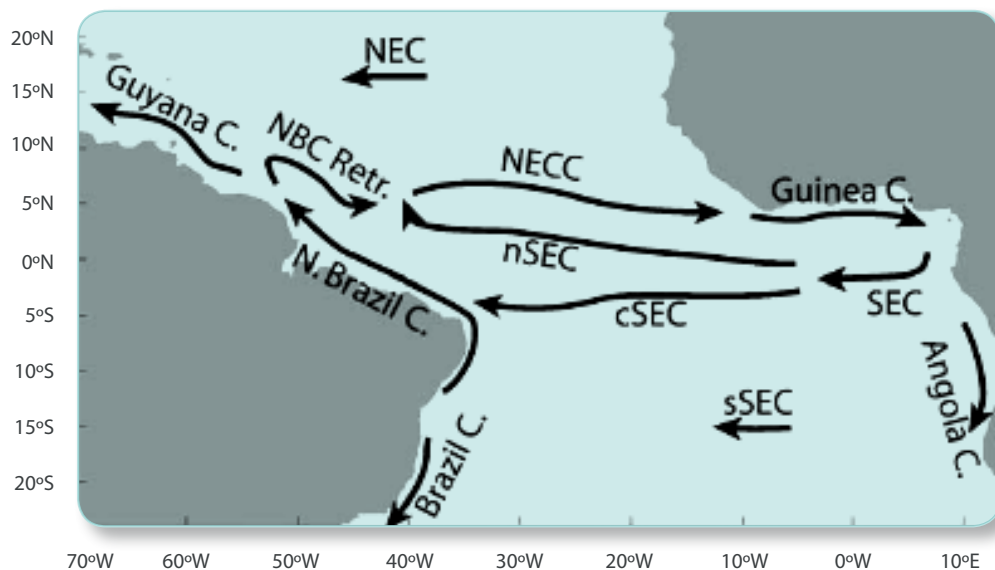 20ºN
15ºN
10ºN
5ºN
0ºN
5ºS
10ºS
15ºS
20ºS
NEC
Guyana C.
NBC Retr.
NECC
Guinea C.
nSEC
N. Brazil C.
cSEC
SEC
Angola C.
sSEC
Brazil C.
70ºW
60ºW
50ºW
40ºW
30ºW
20ºW
10ºW
0ºW
10ºE